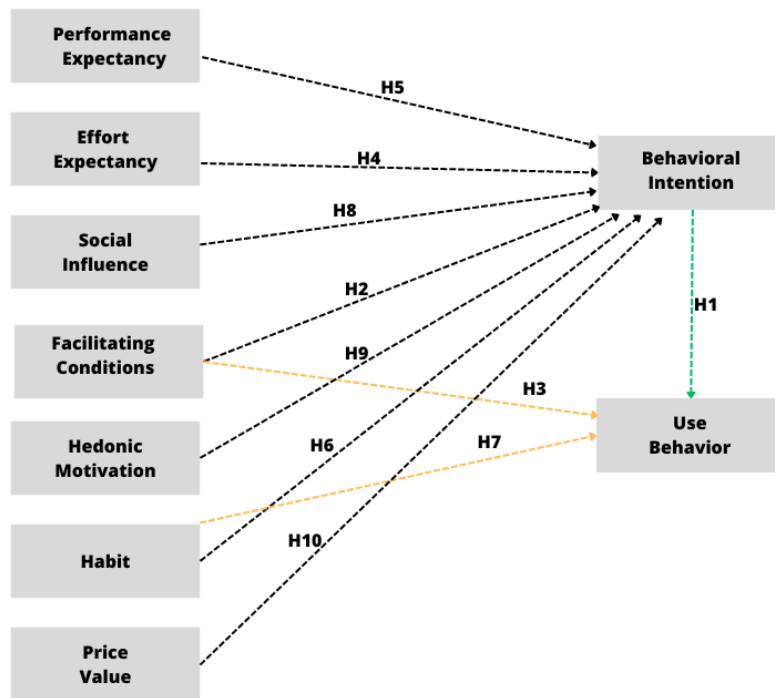 Performance
Expectancy
H5
Effort
Expectancy
H4
Behavioral
Intention
H8
Social
Influence
H2
H1
Facilitating
Conditions
H9
H3
Use
Behavior
Hedonic
Motivation
H6
H7
H10
Habit
Price
Value